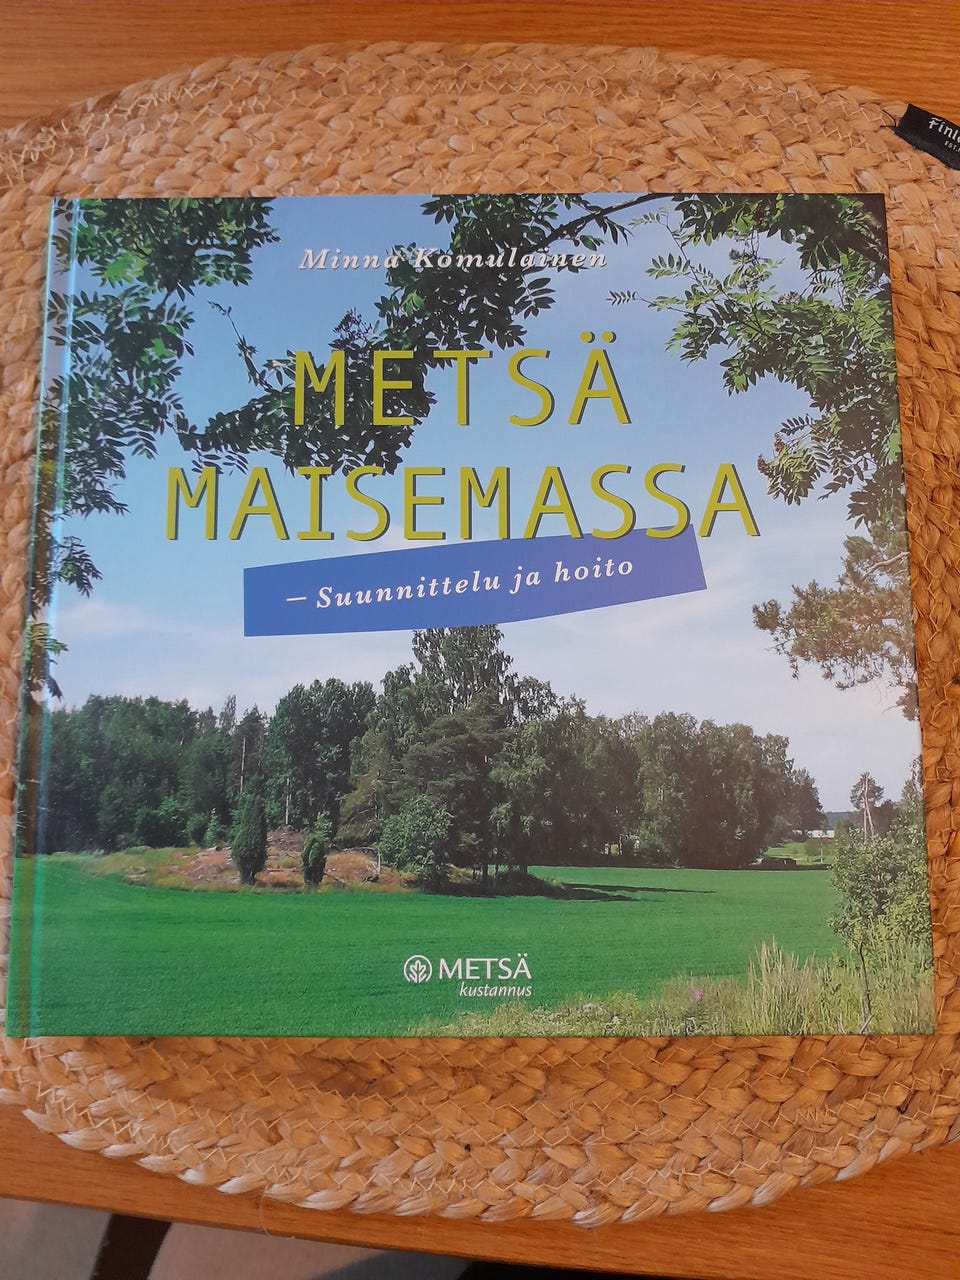 Minna Komulainen
METSÄ
MAISEMASSA
– Suunnittelu ja hoito
METSÄ
kustannus